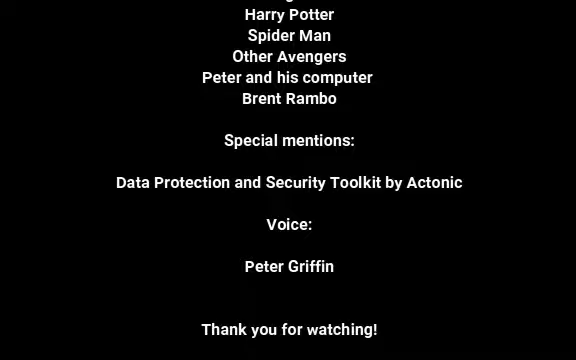 Harry Potter
Spider Man
Other Avengers
Peter and his computer
Brent Rambo
Special mentions:
Data Protection and Security Toolkit by Actonic
Voice:
Peter Griffin
Thank you for watching!